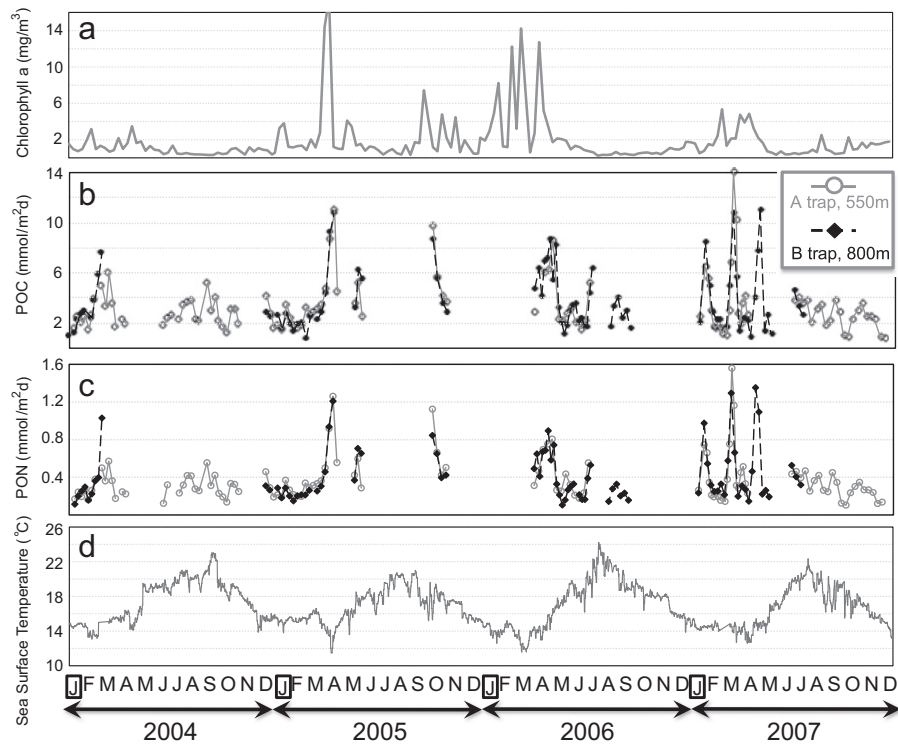 a
Chlorophyll a (mg/m³)
14
10
6
2
b
POC (mmol/m²d)
14
10
6
2
A trap, 550m
B trap, 800m
c
PON (mmol/m²d)
1.6
1.2
0.8
0.4
d
Sea Surface Temperature (°C)
26
22
18
14
10
J F M A M J J A S O N D J F M A M J J A S O N D J F M A M J J A S O N D J F M A M J J A S O N D
2004 2005 2006 2007